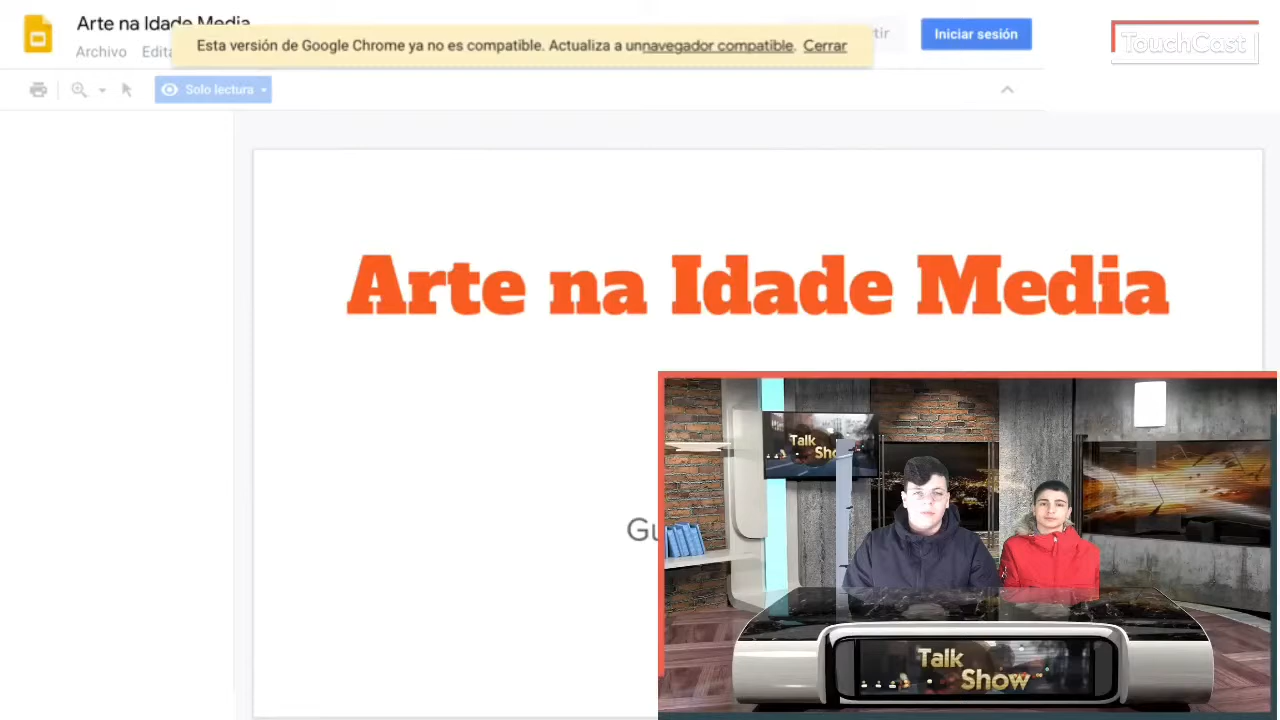 Arte na Idade Media
Archivo Edita
Esta versión de Google Chrome ya no es compatible. Actualiza a un navegador compatible. Cerrar
Iniciar sesión
TouchCast
Solo lectura
Arte na Idade Media
Talk
Show
Talk
Show